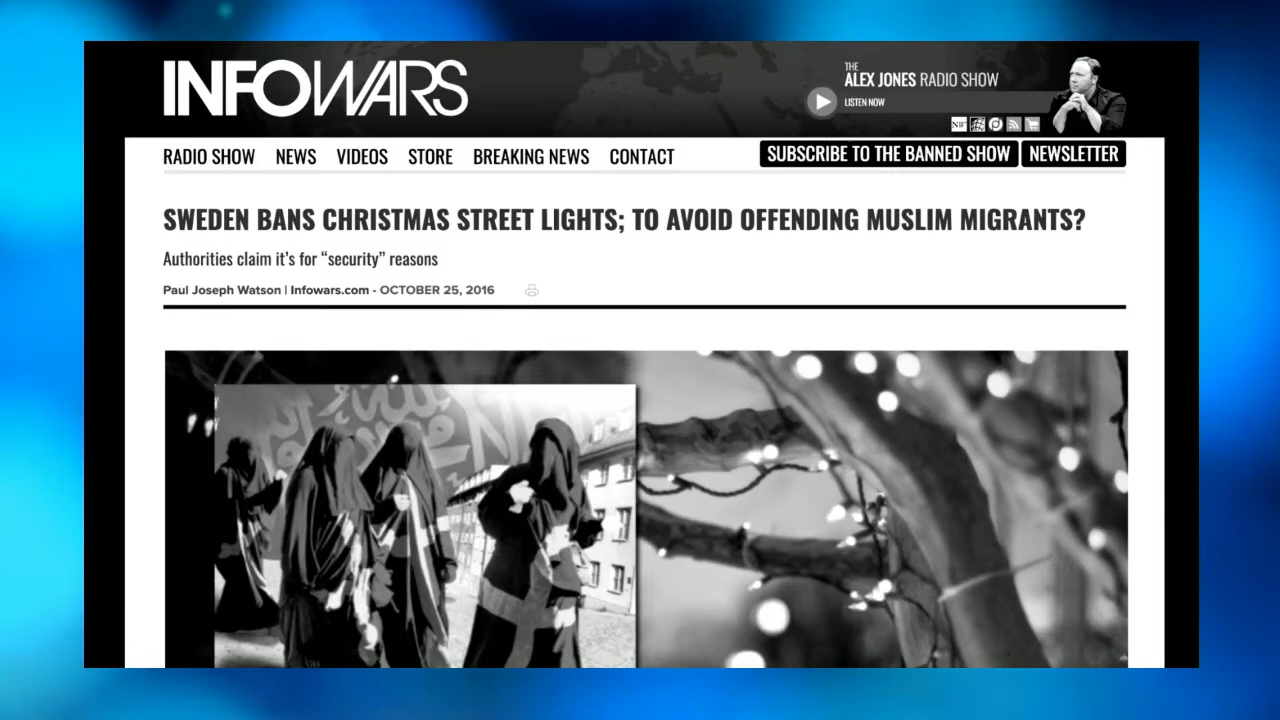 INFOWARS
THE
ALEX JONES RADIO SHOW
LISTEN NOW
RADIO SHOW NEWS VIDEOS STORE BREAKING NEWS CONTACT
SUBSCRIBE TO THE BANNED SHOW NEWSLETTER
SWEDEN BANS CHRISTMAS STREET LIGHTS; TO AVOID OFFENDING MUSLIM MIGRANTS?
Authorities claim it's for “security” reasons
Paul Joseph Watson | Infowars.com - OCTOBER 25, 2016